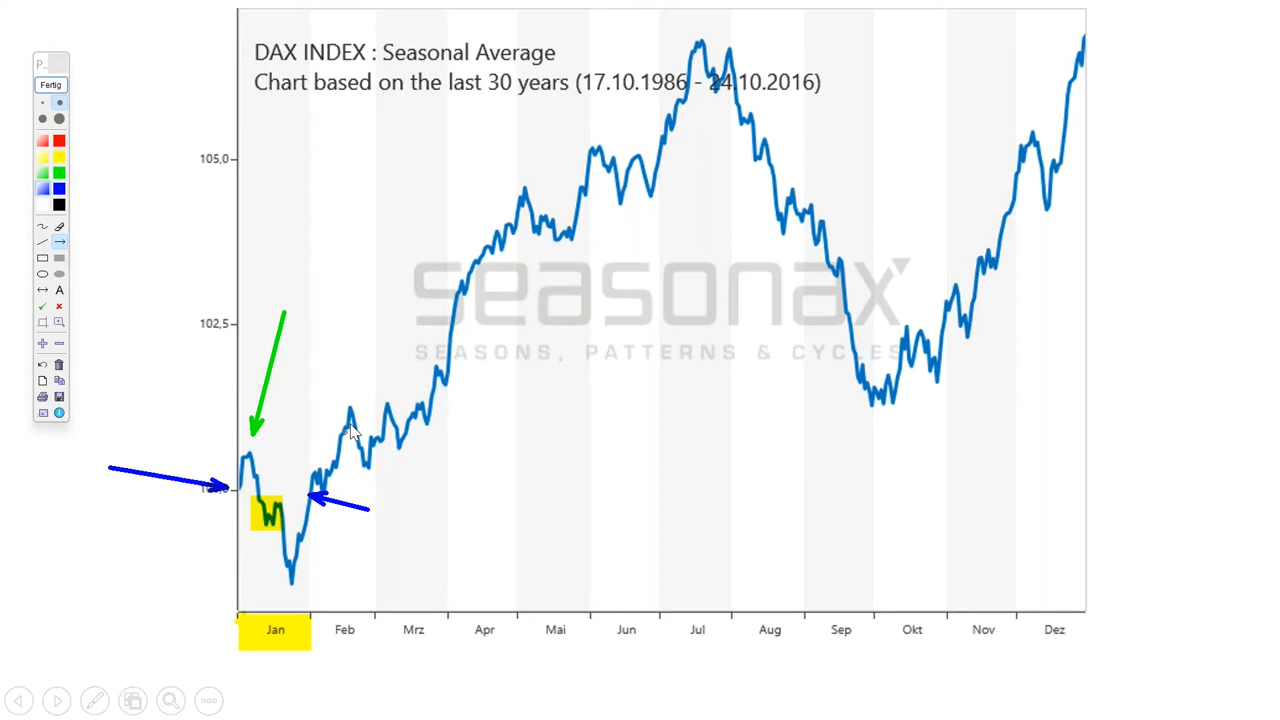 DAX INDEX : Seasonal Average
Chart based on the last 30 years (17.10.1986 - 24.10.2016)
P...
Fertig
A
105,0
102,5
seasonax
SEASONS, PATTERNS & CYCLES
Jan Feb Mrz Apr Mai Jun Jul Aug Sep Okt Nov Dez